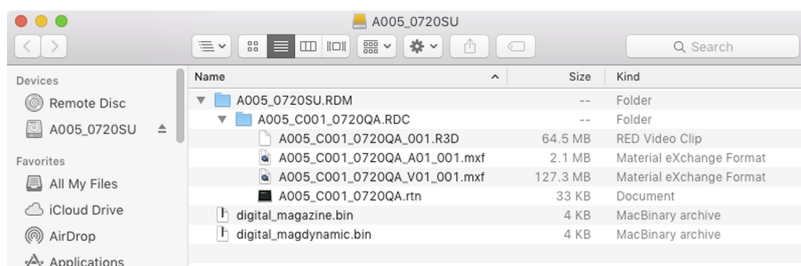 A005_0720SU
Search
Devices
Remote Disc
A005_0720SU
Favorites
All My Files
iCloud Drive
AirDrop
Applications
Name Size Kind
A005_0720SU.RDM -- Folder
A005_C001_0720QA.RDC -- Folder
A005_C001_0720QA_001.R3D 64.5 MB RED Video Clip
A005_C001_0720QA_A01_001.mxf 2.1 MB Material eXchange Format
A005_C001_0720QA_V01_001.mxf 127.3 MB Material eXchange Format
A005_C001_0720QA.rtn 33 KB Document
digital_magazine.bin 4 KB MacBinary archive
digital_magdynamic.bin 4 KB MacBinary archive